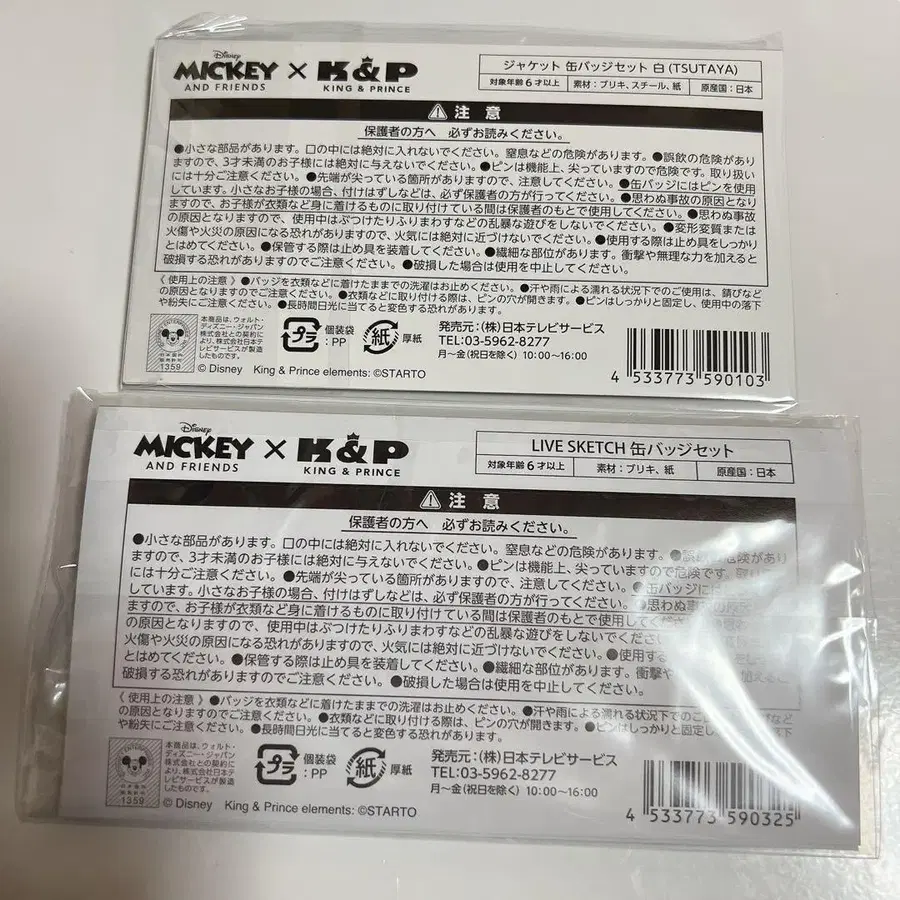 Disney
MICKEY × K&P
AND FRIENDS KING & PRINCE
ジャケット 缶バッジセット 白 (TSUTAYA)
対象年齢6才以上 素材：ブリキ、スチール、紙 原産国：日本
注 意
保護者の方へ 必ずお読みください。
●小さな部品があります。口の中には絶対に入れないでください。窒息などの危険があります。●誤飲の危険があり
ますので、3才未満のお子様には絶対に与えないでください。●ピンは機能上、尖っていますので危険です。取り扱い
には十分ご注意ください。●先端が尖っている箇所がありますので、注意してください。●缶バッジにはピンを使用
しています。小さなお子様の場合、付けはずしなどは、必ず保護者の方が行ってください。●思わぬ事故の原因となり
ますので、お子様が衣類など身に着けるものに取り付けている間は保護者のもとで使用してください。●思わぬ事故
の原因となりますので、使用中はぶつけたりふりまわすなどの乱暴な遊びをしないでください。●変形変質または
火傷や火災の原因になる恐れがありますので、火気には絶対に近づけないでください。●使用する際は止め具をしっかり
とはめてください。●保管する際は止め具を装着してください。●繊細な部位があります。衝撃や無理な力を加えると
破損する恐れがありますのでご注意ください。●破損した場合は使用を中止してください。
〈 使用上の注意 〉●バッジを衣類などに着けたままでの洗濯はお止めください。●汗や雨による濡れる状況下でのご使用は、錆びなど
の原因となりますのでご注意ください。●衣類などに取り付ける際は、ピンの穴が開きます。●ピンはしっかりと固定し、使用中の落下
や紛失にご注意ください。●長時間日光に当てると変色する恐れがあります。
本商品は、ウォルト・
ディズニー・ジャパン
株式会社との契約によ
り、株式会社日本テ
レビサービスが製造
したものです。
1359
プラ 個装袋
：PP
紙 厚紙
発売元：(株)日本テレビサービス
TEL:03-5962-8277
月～金(祝日を除く) 10:00～16:00
© Disney King & Prince elements: ©STARTO
4 533773 590103
Disney
MICKEY × K&P
AND FRIENDS KING & PRINCE
LIVE SKETCH 缶バッジセット
対象年齢6才以上 素材：ブリキ、紙 原産国：日本
注 意
保護者の方へ 必ずお読みください。
●小さな部品があります。口の中には絶対に入れないでください。窒息などの危険があります。●誤飲の危険があり
ますので、3才未満のお子様には絶対に与えないでください。●ピンは機能上、尖っていますので危険です。取り扱い
には十分ご注意ください。●先端が尖っている箇所がありますので、注意してください。●缶バッジには
しています。小さなお子様の場合、付けはずしなどは、必ず保護者の方が行ってください。●思わぬ事故の原因
ますので、お子様が衣類など身に着けるものに取り付けている間は保護者のもとで使用してください。
の原因となりますので、使用中はぶつけたりふりまわすなどの乱暴な遊びをしないでください。
火傷や火災の原因になる恐れがありますので、火気には絶対に近づけないでください。●使用する
とはめてください。●保管する際は止め具を装着してください。●繊細な部位があります。衝撃や無理な力を加えると
破損する恐れがありますのでご注意ください。●破損した場合は使用を中止してください。
〈 使用上の注意 〉●バッジを衣類などに着けたままでの洗濯はお止めください。●汗や雨による濡れる状況下でのご使用は、錆びなど
の原因となりますのでご注意ください。●衣類などに取り付ける際は、ピンの穴が開きます。●ピンはしっかりと固定し、使用中の落下
や紛失にご注意ください。●長時間日光に当てると変色する恐れがあります。
本商品は、ウォルト・
ディズニー・ジャパン
株式会社との契約に
より、株式会社日本テ
レビサービスが製造
したものです。
1359
プラ 個装袋
：PP
紙 厚紙
発売元：(株)日本テレビサービス
TEL:03-5962-8277
月～金(祝日を除く) 10:00～16:00
© Disney King & Prince elements: ©STARTO
4 533773 590325